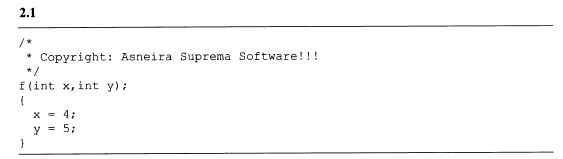 2.1
/*
 * Copyright: Asneira Suprema Software!!!
 */
f(int x,int y);
{
  x = 4;
  y = 5;
}